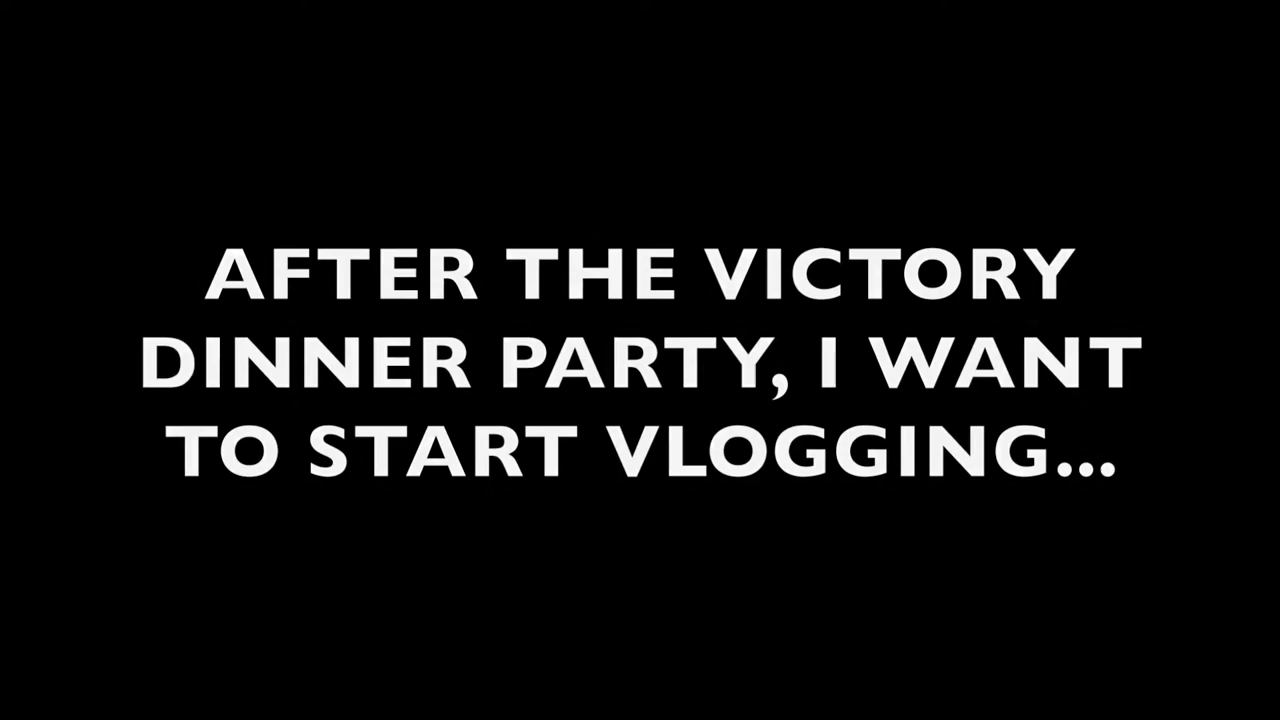 AFTER THE VICTORY
DINNER PARTY, I WANT
TO START VLOGGING...